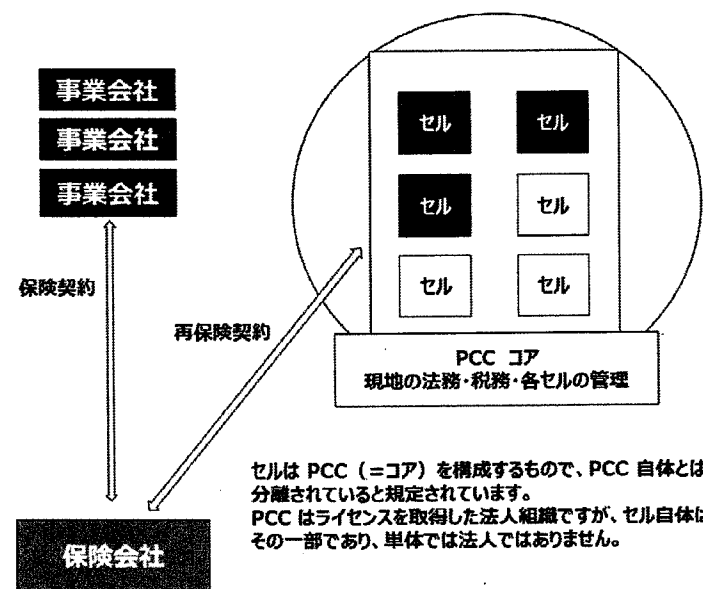 事業会社
事業会社
事業会社
セル
セル
セル
セル
セル
セル
保険契約
再保険契約
PCC コア
現地の法務・税務・各セルの管理
セルは PCC（＝コア）を構成するもので、PCC 自体とは
分離されていると規定されています。
PCC はライセンスを取得した法人組織ですが、セル自体は
その一部であり、単体では法人ではありません。
保険会社